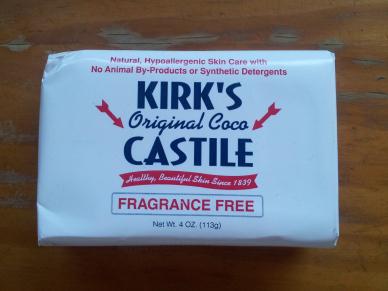 Natural, Hypoallergenic Skin Care with
No Animal By-Products or Synthetic Detergents
KIRK'S
Original Coco
CASTILE
Healthy, Beautiful Skin Since 1839
FRAGRANCE FREE
Net Wt. 4 OZ. (113g)